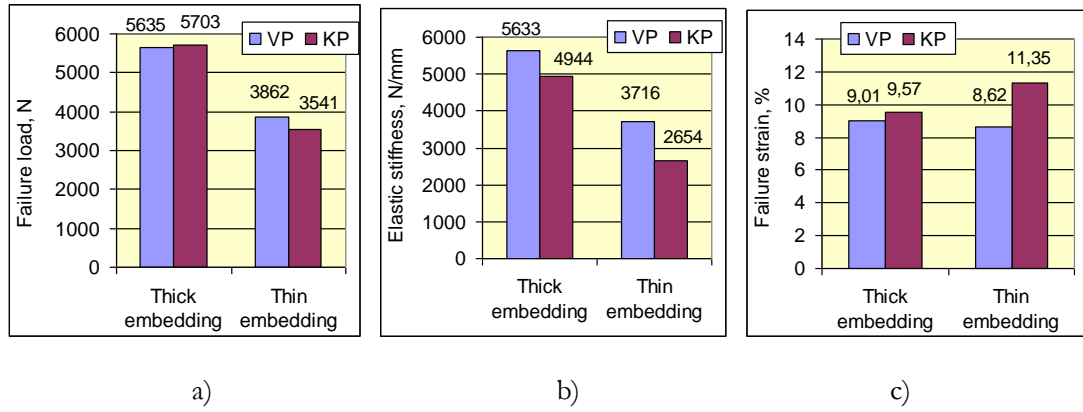 5635 5703
VP KP
6000
5000
4000
3000
2000
1000
0
3862 3541
Failure load, N
Thick embedding
Thin embedding
a)
5633
VP KP
6000
5000
4000
3000
2000
1000
0
4944
3716
2654
Elastic stiffness, N/mm
Thick embedding
Thin embedding
b)
VP KP
14
12
10
8
6
4
2
0
9,01 9,57
8,62
11,35
Failure strain, %
Thick embedding
Thin embedding
c)